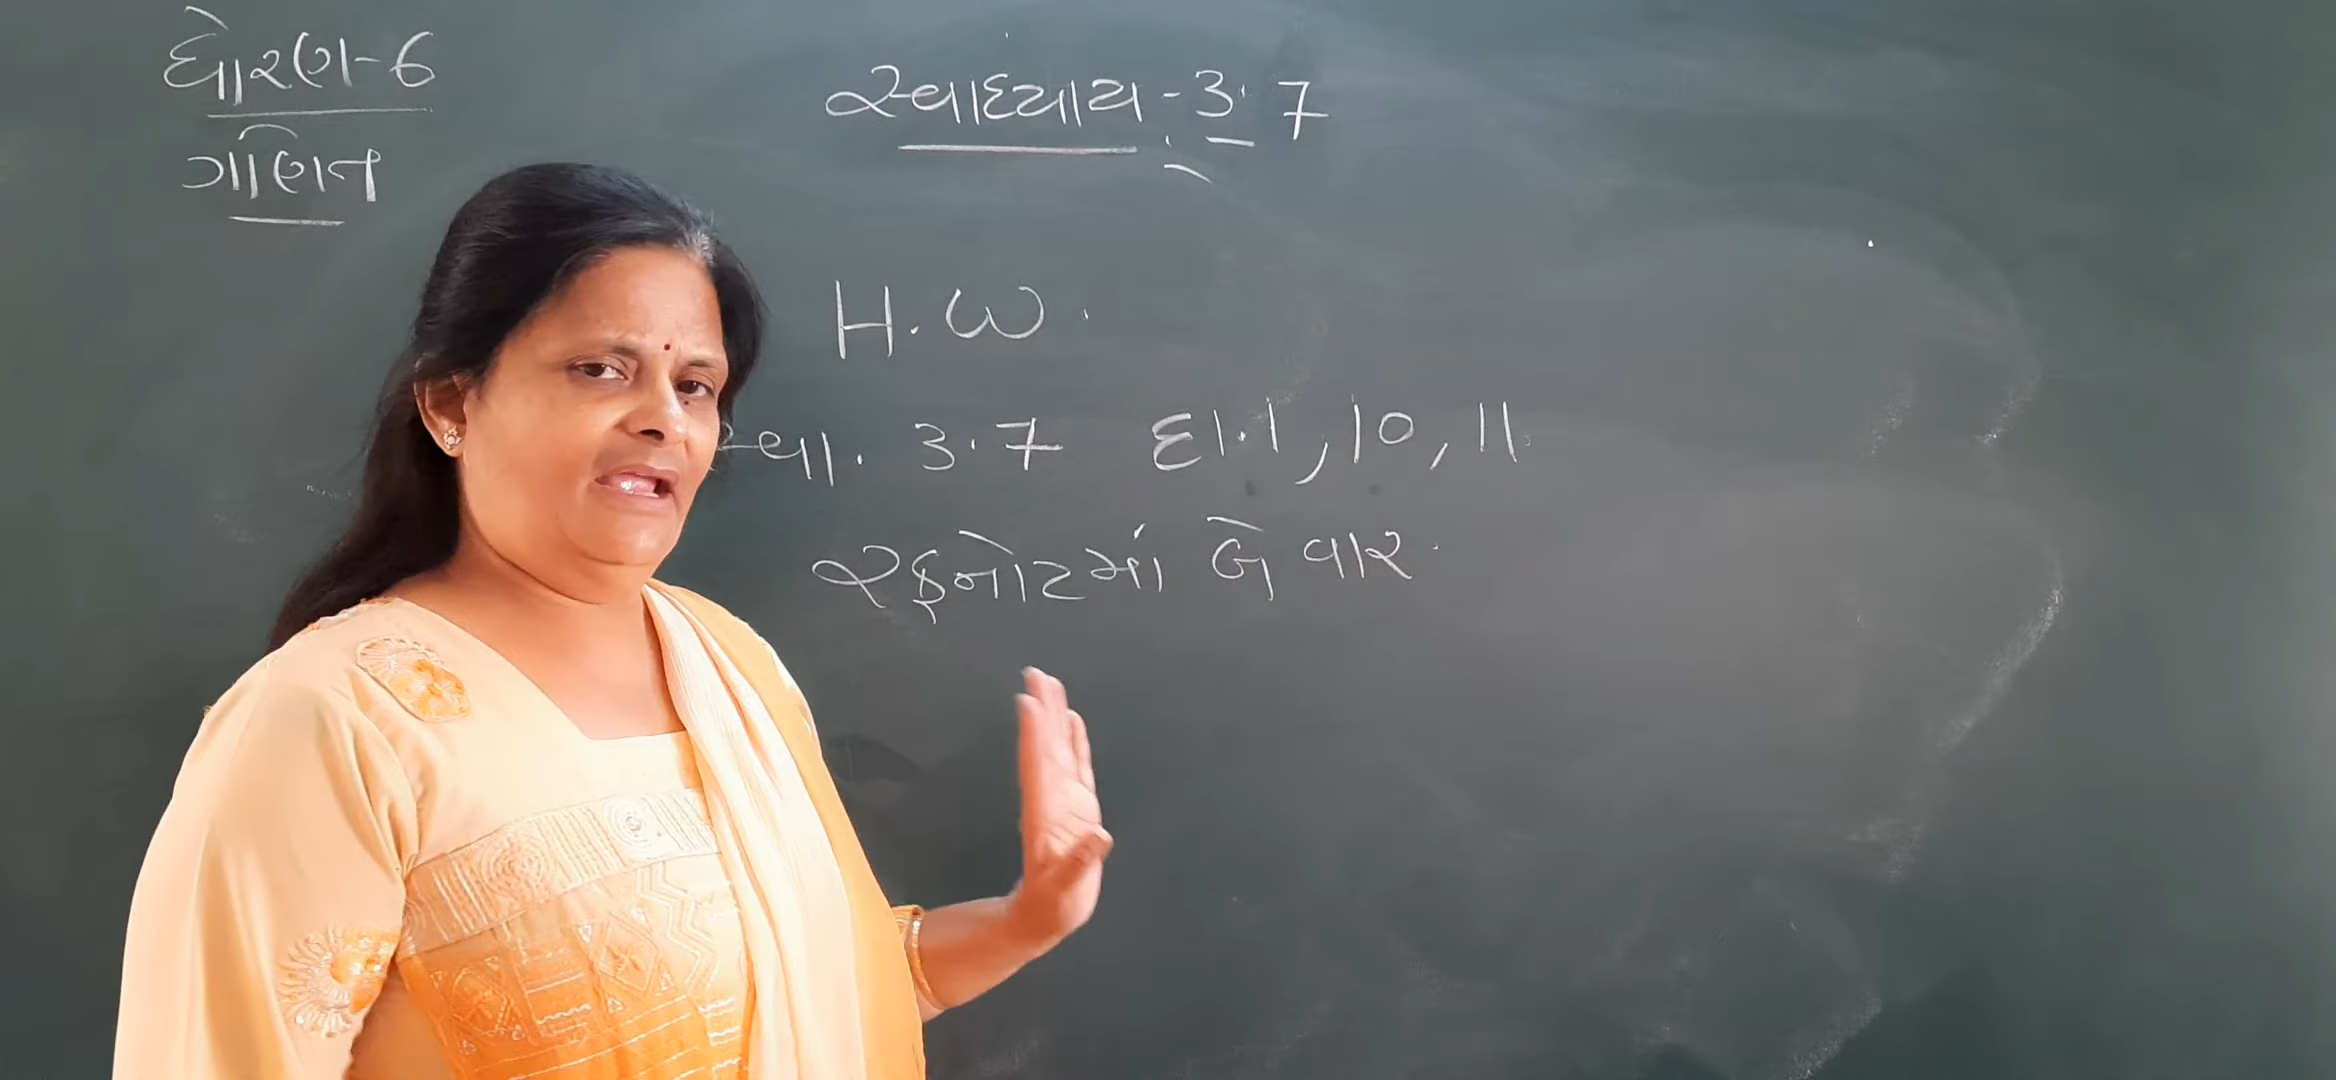 ધોરણ-6
ગણિત
સ્વાધ્યાય-3.7
H.W.
સ્વા. 3.7 દા.1, 10, 11.
રફનોટમાં બે વાર.